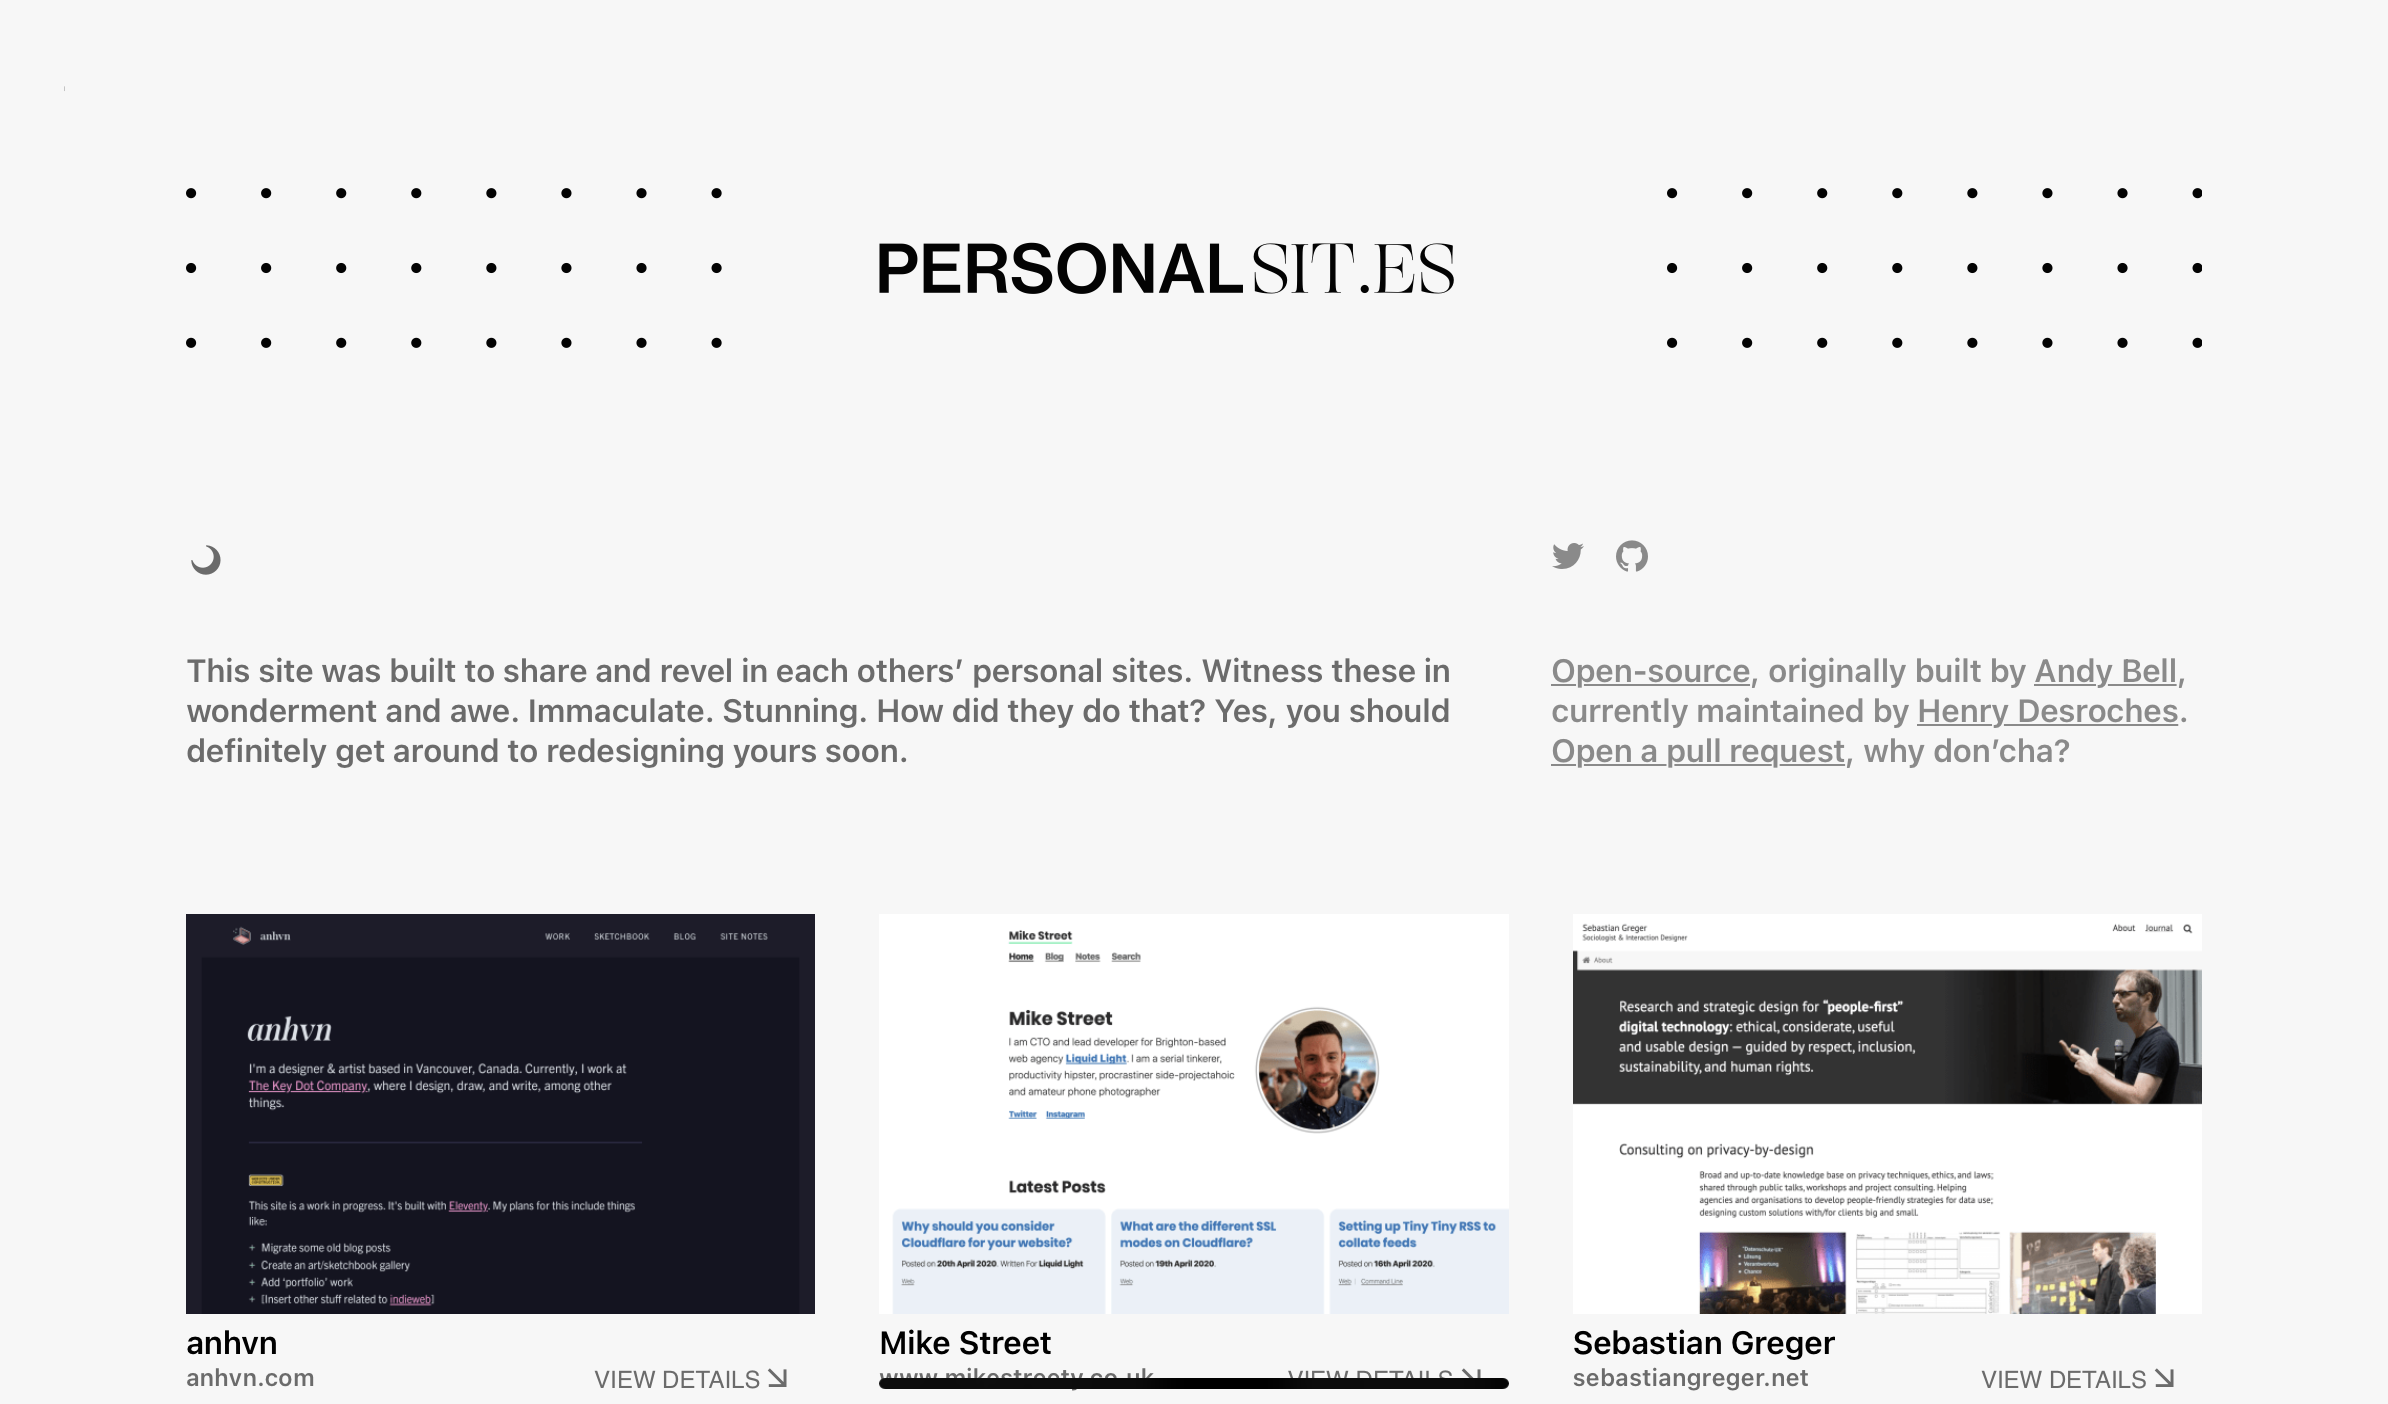 PERSONAL SIT.ES
This site was built to share and revel in each others’ personal sites. Witness these in
wonderment and awe. Immaculate. Stunning. How did they do that? Yes, you should
definitely get around to redesigning yours soon.
Open-source, originally built by Andy Bell,
currently maintained by Henry Desroches.
Open a pull request, why don’cha?
anhvn
WORK SKETCHBOOK BLOG SITE NOTES
anhvn
I'm a designer & artist based in Vancouver, Canada. Currently, I work at
The Key Dot Company, where I design, draw, and write, among other
things.
This site is a work in progress. It's built with Eleventy. My plans for this include things
like:
+ Migrate some old blog posts
+ Create an art/sketchbook gallery
+ Add ‘portfolio’ work
+ [Insert other stuff related to indieweb]
anhvn
anhvn.com
VIEW DETAILS
Mike Street
Home Blog Notes Search
Mike Street
I am CTO and lead developer for Brighton-based
web agency Liquid Light. I am a serial tinkerer,
productivity hipster, procrastiner side-projectahoic
and amateur phone photographer
Twitter Instagram
Latest Posts
Why should you consider
Cloudflare for your website?
Posted on 20th April 2020. Written For Liquid Light
Web
What are the different SSL
modes on Cloudflare?
Posted on 19th April 2020.
Web
Setting up Tiny Tiny RSS to
collate feeds
Posted on 16th April 2020.
Web | Command Line
Mike Street
www.mikestreety.co.uk
VIEW DETAILS
Sebastian Greger
Sociologist & Interaction Designer
About Journal
About
Research and strategic design for “people-first”
digital technology: ethical, considerate, useful
and usable design — guided by respect, inclusion,
sustainability, and human rights.
Consulting on privacy-by-design
Broad and up-to-date knowledge base on privacy techniques, ethics, and laws;
shared through public talks, workshops and project consulting. Helping
agencies and organisations to develop people-friendly strategies for data use;
designing custom solutions with/for clients big and small.
"Datenschutz-UX"
• Lösung
• Verantwortung
• Chance
Sebastian Greger
sebastiangreger.net
VIEW DETAILS